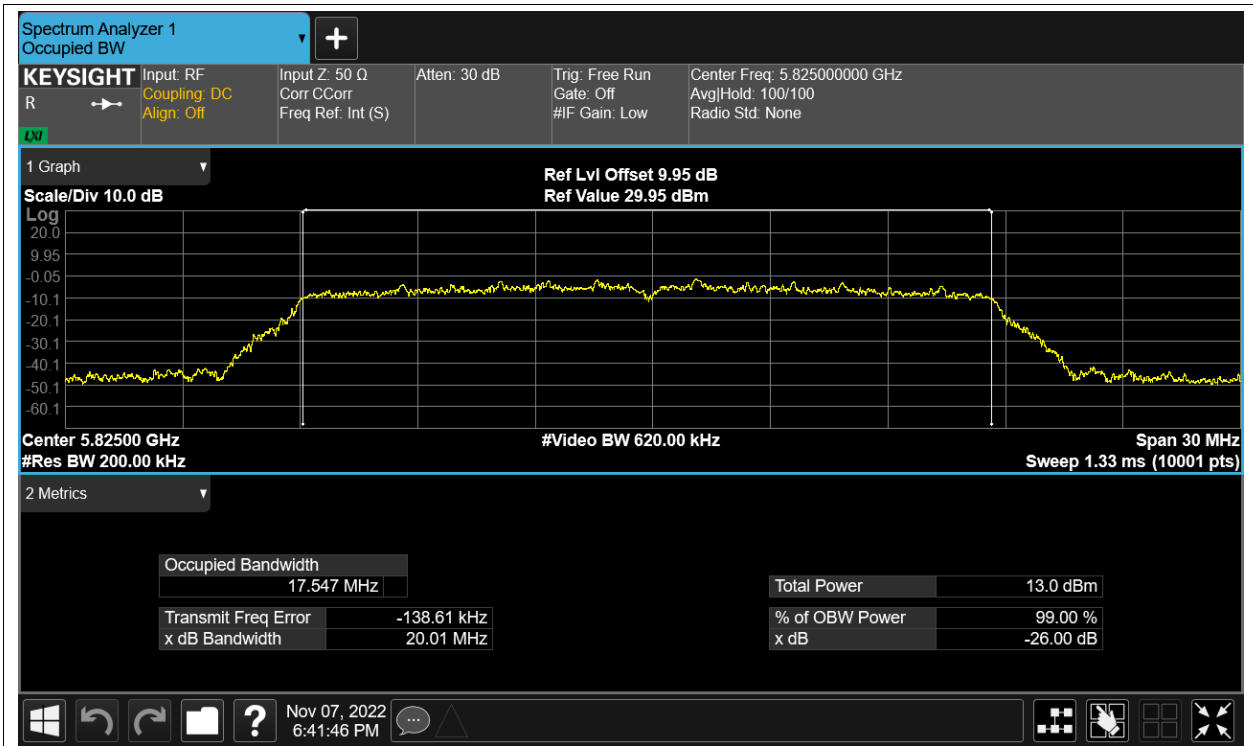 Spectrum Analyzer 1
Occupied BW
KEYSIGHT
R
LXI
Input: RF
Coupling: DC
Align: Off
Input Z: 50 Ω
Corr CCorr
Freq Ref: Int (S)
Atten: 30 dB
Trig: Free Run
Gate: Off
#IF Gain: Low
Center Freq: 5.825000000 GHz
Avg|Hold: 100/100
Radio Std: None
1 Graph
Ref Lvl Offset 9.95 dB
Scale/Div 10.0 dB
Ref Value 29.95 dBm
Log
20.0
9.95
-0.05
-10.1
-20.1
-30.1
-40.1
-50.1
-60.1
Center 5.82500 GHz
#Video BW 620.00 kHz
Span 30 MHz
#Res BW 200.00 kHz
Sweep 1.33 ms (10001 pts)
2 Metrics
Occupied Bandwidth
17.547 MHz
Total Power 13.0 dBm
Transmit Freq Error -138.61 kHz
% of OBW Power 99.00 %
x dB Bandwidth 20.01 MHz
x dB -26.00 dB
?
Nov 07, 2022
6:41:46 PM